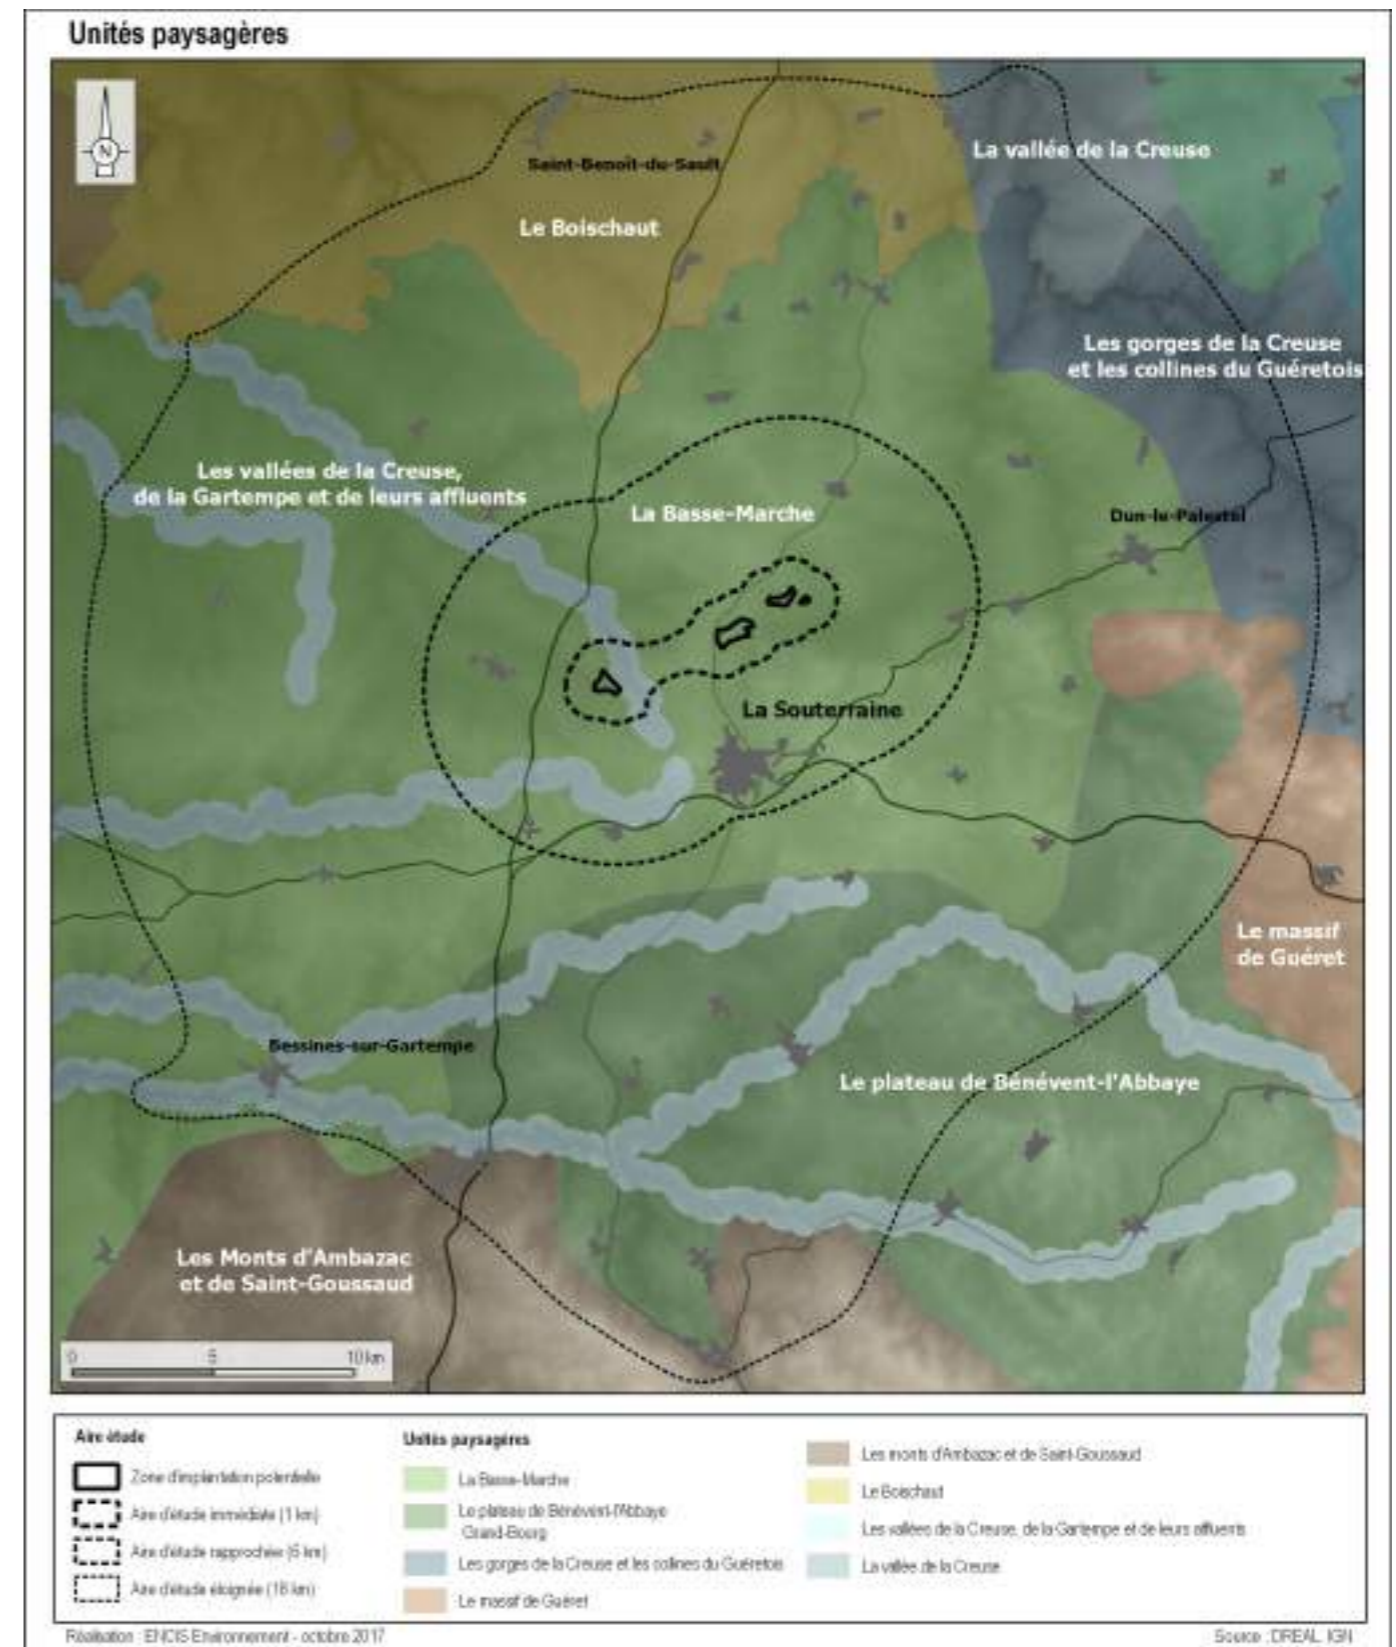 Unités paysagères
N
Saint-Benoît-du-Sault
La vallée de la Creuse
Le Boischaut
Les gorges de la Creuse
et les collines du Guéretois
Les vallées de la Creuse,
de la Gartempe et de leurs affluents
La Basse-Marche
Dun-le-Palestel
La Souterraine
Le massif
de Guéret
Bessines-sur-Gartempe
Le plateau de Bénévent-l'Abbaye
Les Monts d'Ambazac
et de Saint-Goussaud
0 5 10 km
Aire étude
Zone d'implantation potentielle
Aire d'étude immédiate (1 km)
Aire d'étude rapprochée (6 km)
Aire d'étude éloignée (18 km)
Unités paysagères
La Basse-Marche
Le plateau de Bénévent-l'Abbaye
Grand-Bourg
Les gorges de la Creuse et les collines du Guéretois
Le massif de Guéret
Les monts d'Ambazac et de Saint-Goussaud
Le Boischaut
Les vallées de la Creuse, de la Gartempe et de leurs affluents
La vallée de la Creuse
Réalisation : ENCIS Environnement - octobre 2017
Source : DREAL, IGN